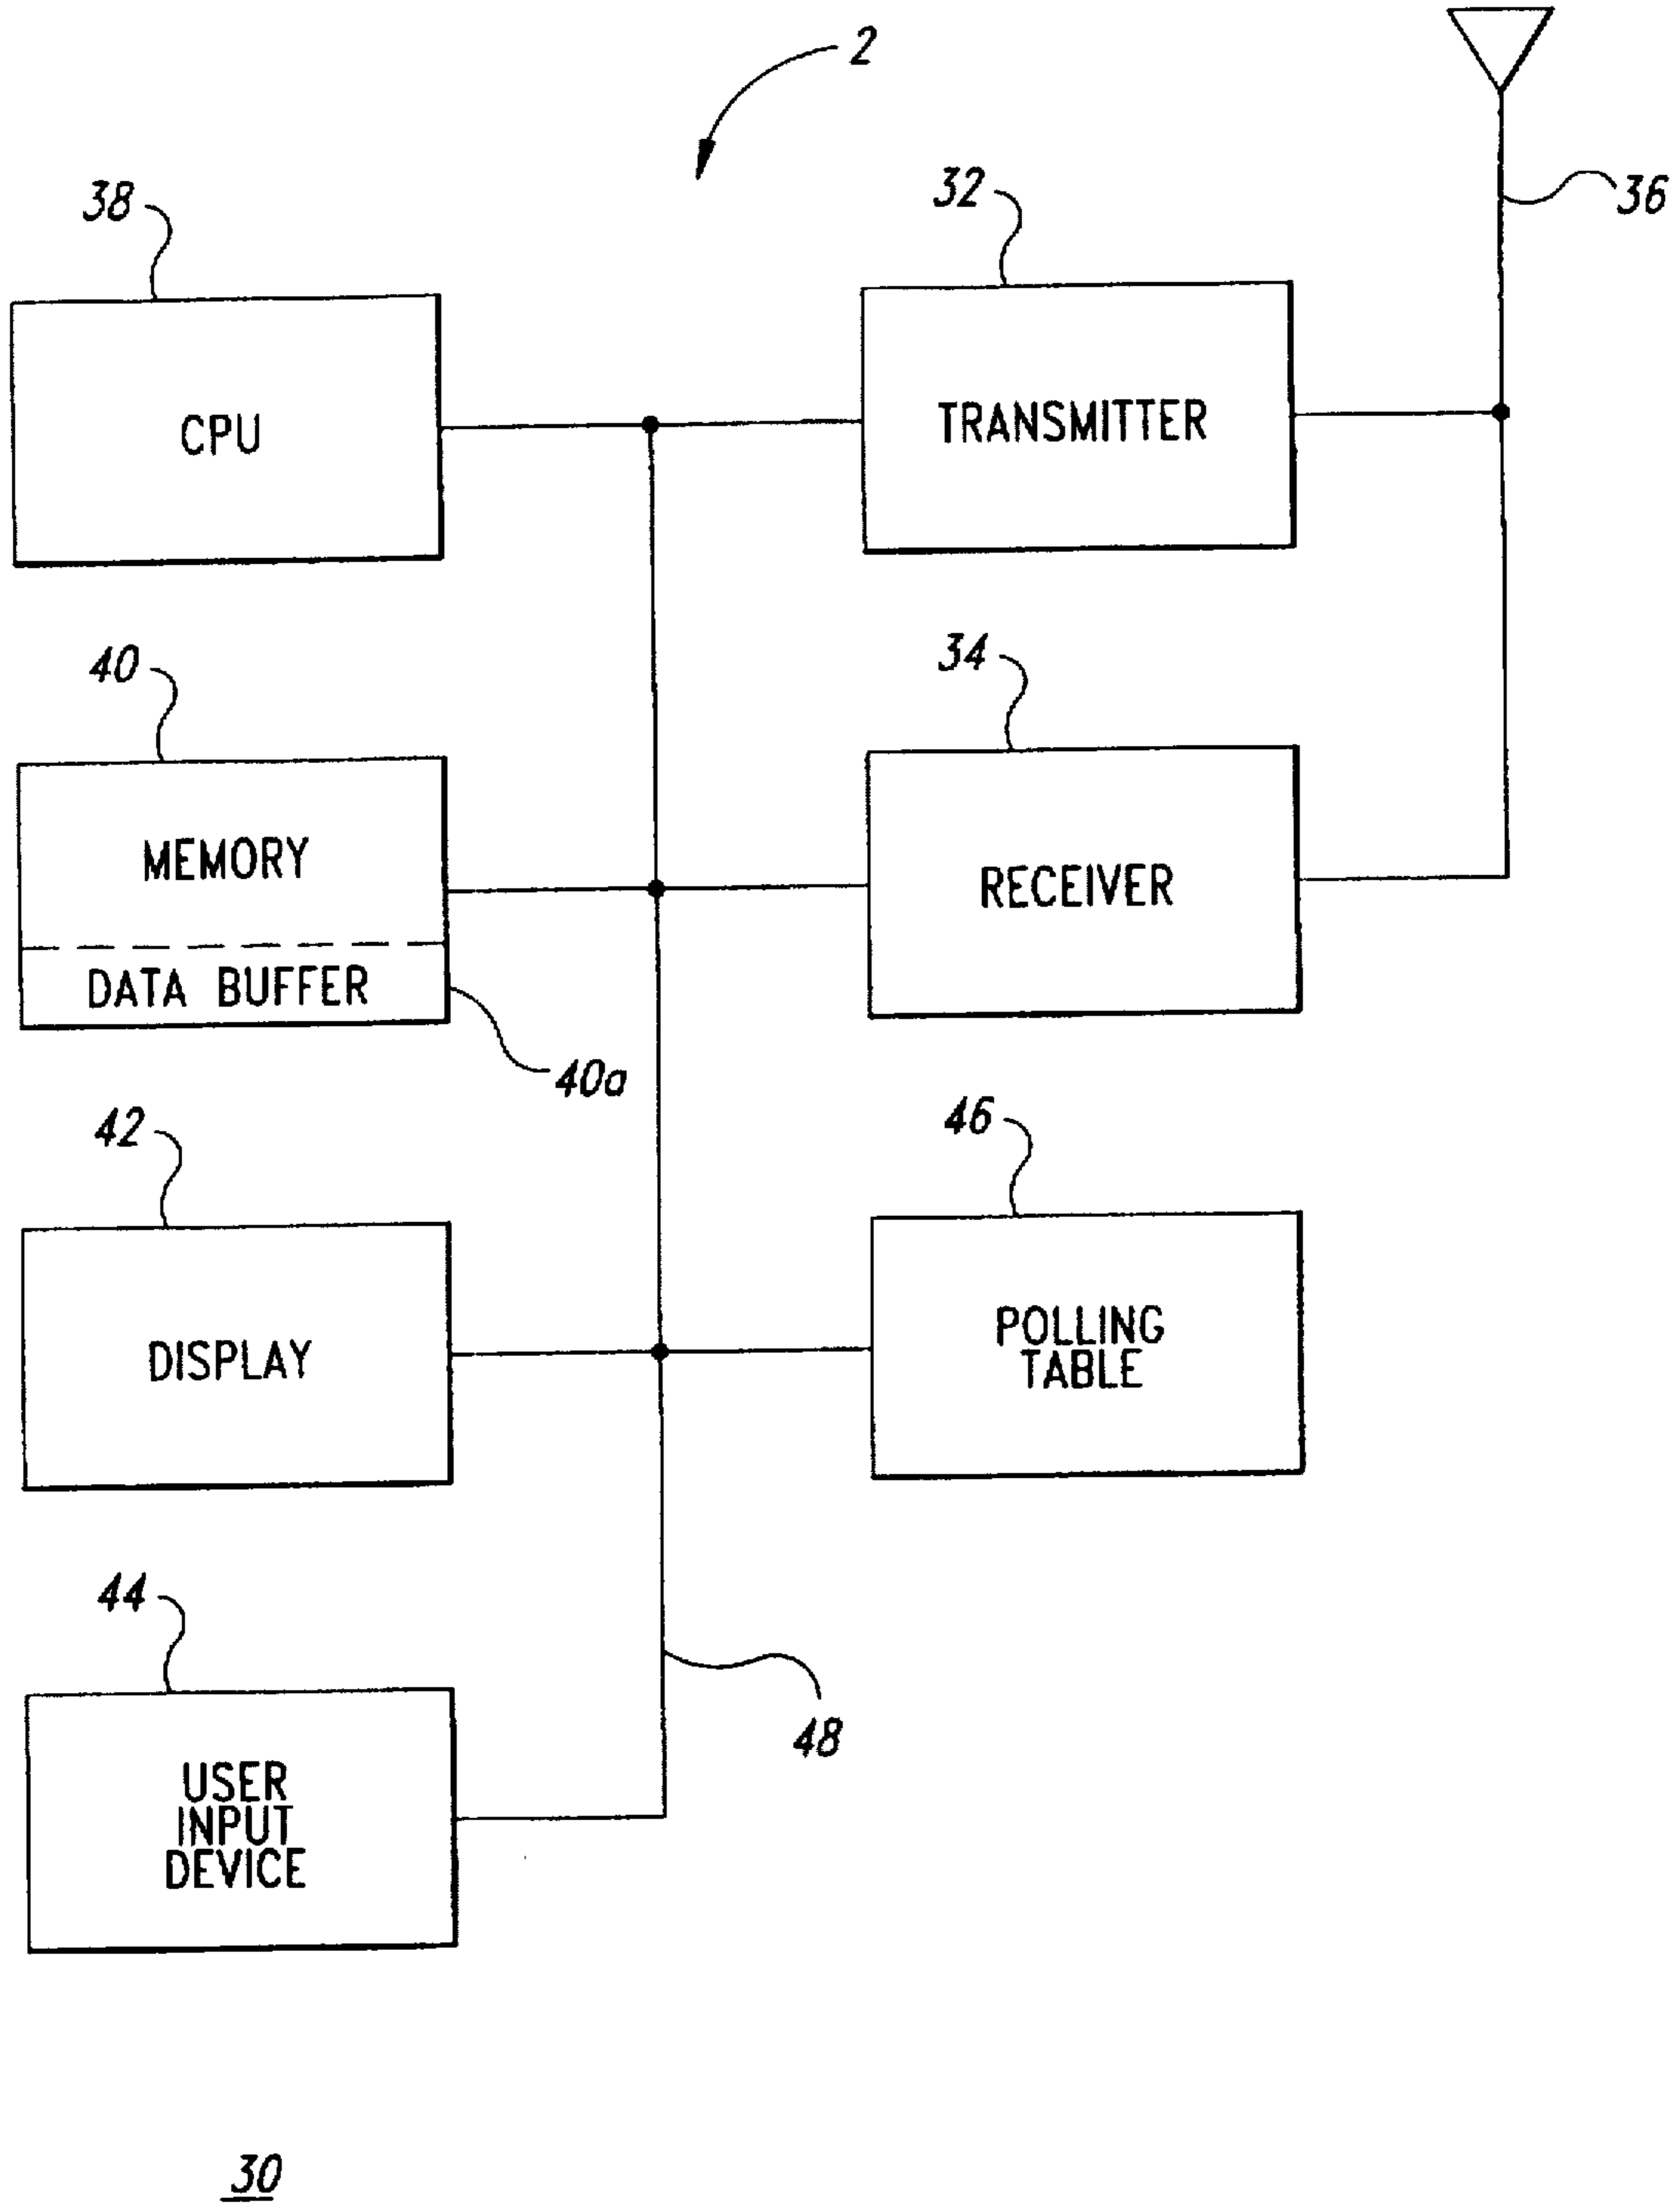 2
38
32
36
CPU
TRANSMITTER
40
34
MEMORY
RECEIVER
DATA BUFFER
40a
42
46
DISPLAY
POLLING
TABLE
44
48
USER
INPUT
DEVICE
30